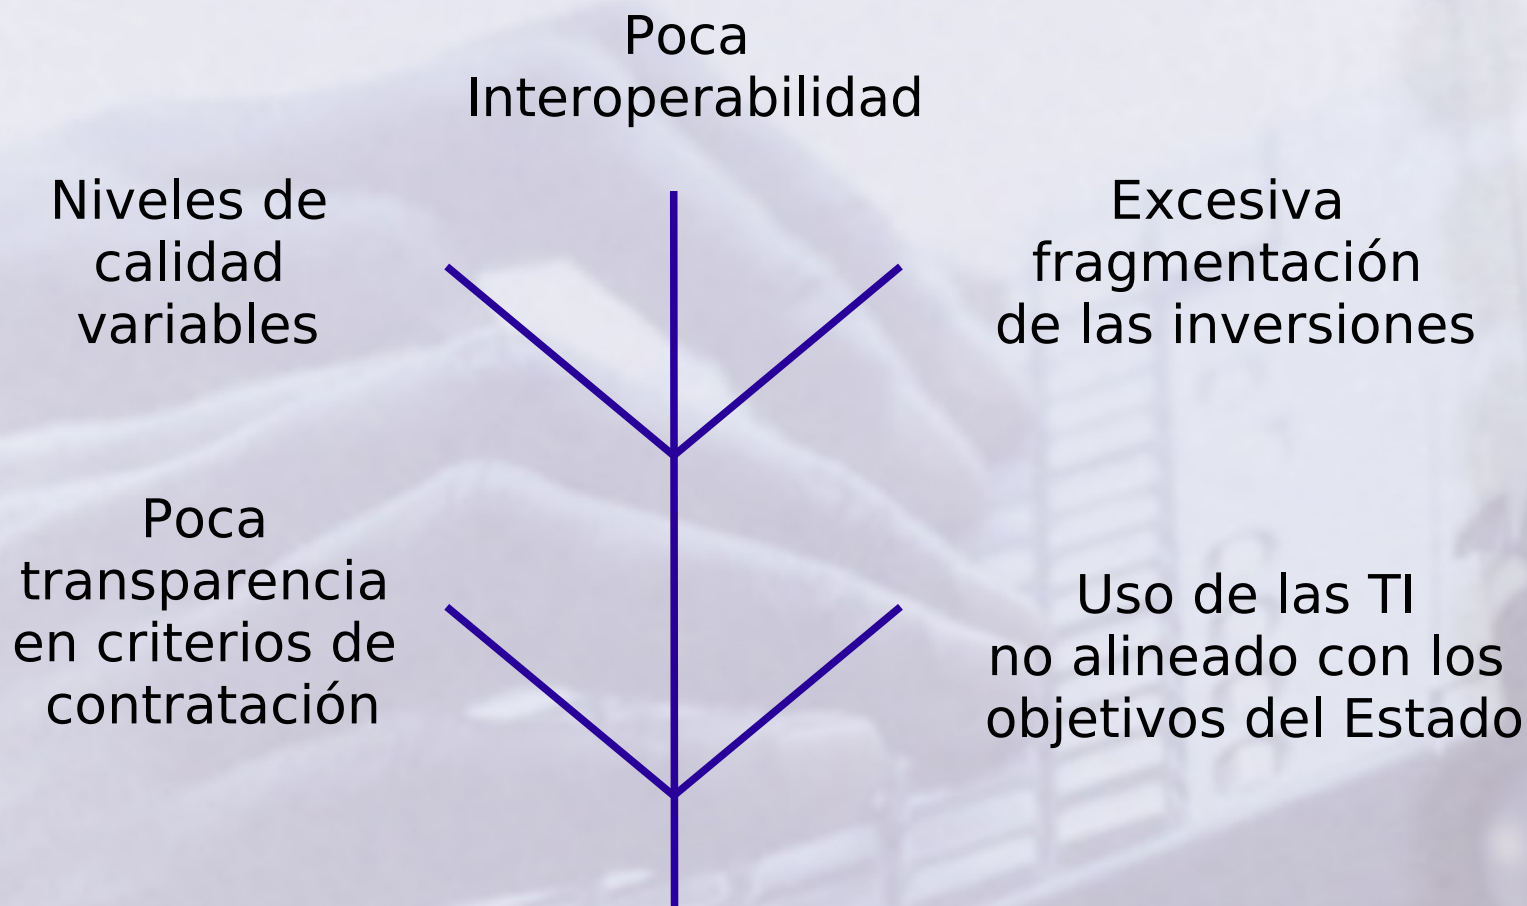 Poca
Interoperabilidad
Niveles de
calidad
variables
Excesiva
fragmentación
de las inversiones
Poca
transparencia
en criterios de
contratación
Uso de las TI
no alineado con los
objetivos del Estado